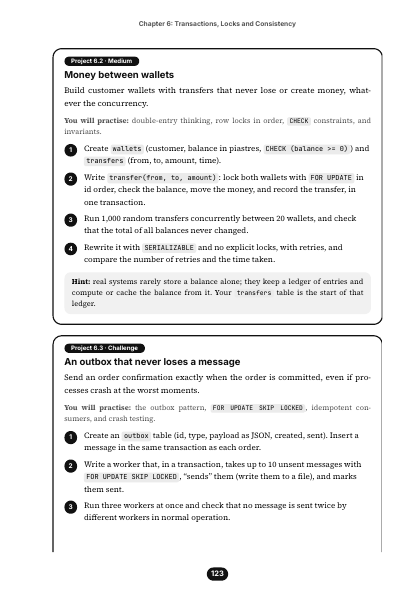 Chapter 6: Transactions, Locks and Consistency
Project 6.2 · Medium
Money between wallets
Build customer wallets with transfers that never lose or create money, what-
ever the concurrency.
You will practise: double-entry thinking, row locks in order, CHECK constraints, and
invariants.
1 Create wallets (customer, balance in piastres, CHECK (balance >= 0)) and
transfers (from, to, amount, time).
2 Write transfer(from, to, amount): lock both wallets with FOR UPDATE in
id order, check the balance, move the money, and record the transfer, in
one transaction.
3 Run 1,000 random transfers concurrently between 20 wallets, and check
that the total of all balances never changed.
4 Rewrite it with SERIALIZABLE and no explicit locks, with retries, and
compare the number of retries and the time taken.
Hint: real systems rarely store a balance alone; they keep a ledger of entries and
compute or cache the balance from it. Your transfers table is the start of that
ledger.
Project 6.3 · Challenge
An outbox that never loses a message
Send an order confirmation exactly when the order is committed, even if pro-
cesses crash at the worst moments.
You will practise: the outbox pattern, FOR UPDATE SKIP LOCKED, idempotent con-
sumers, and crash testing.
1 Create an outbox table (id, type, payload as JSON, created, sent). Insert a
message in the same transaction as each order.
2 Write a worker that, in a transaction, takes up to 10 unsent messages with
FOR UPDATE SKIP LOCKED, “sends” them (write them to a file), and marks
them sent.
3 Run three workers at once and check that no message is sent twice by
different workers in normal operation.
123